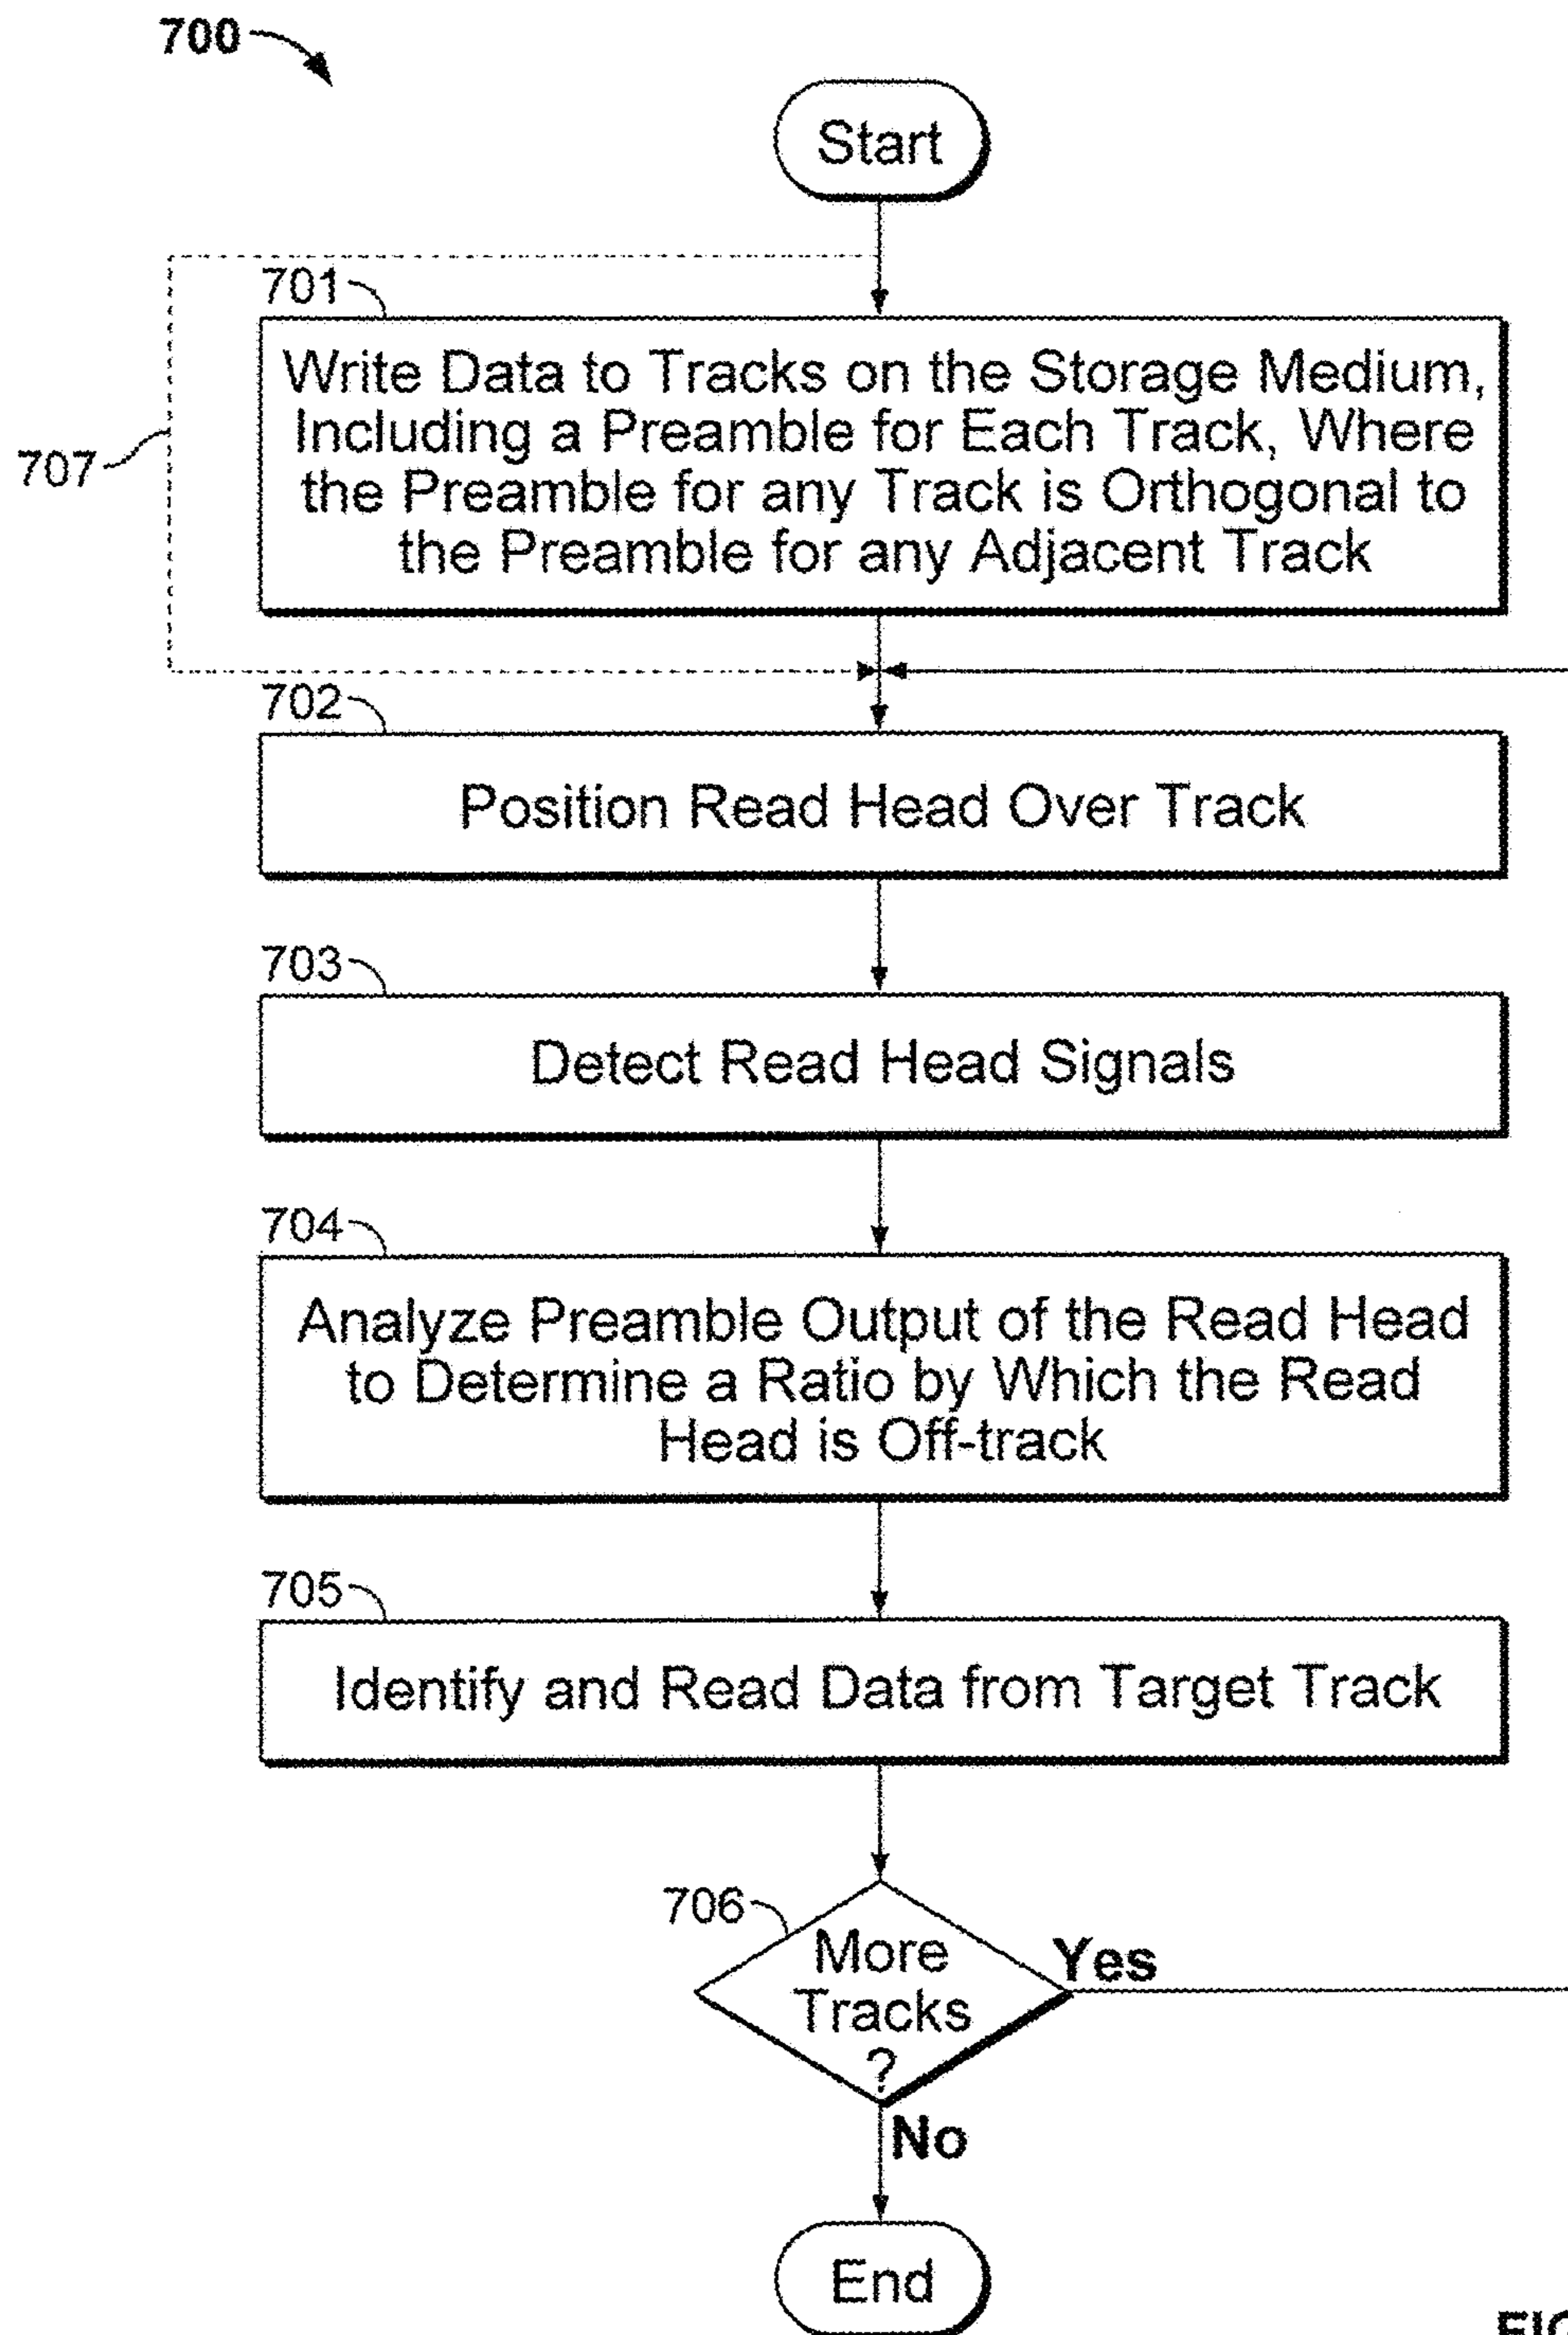 700
Start
701
Write Data to Tracks on the Storage Medium,
Including a Preamble for Each Track, Where
the Preamble for any Track is Orthogonal to
the Preamble for any Adjacent Track
707
702
Position Read Head Over Track
703
Detect Read Head Signals
704
Analyze Preamble Output of the Read Head
to Determine a Ratio by Which the Read
Head is Off-track
705
Identify and Read Data from Target Track
706
More
Tracks
?
Yes
No
End